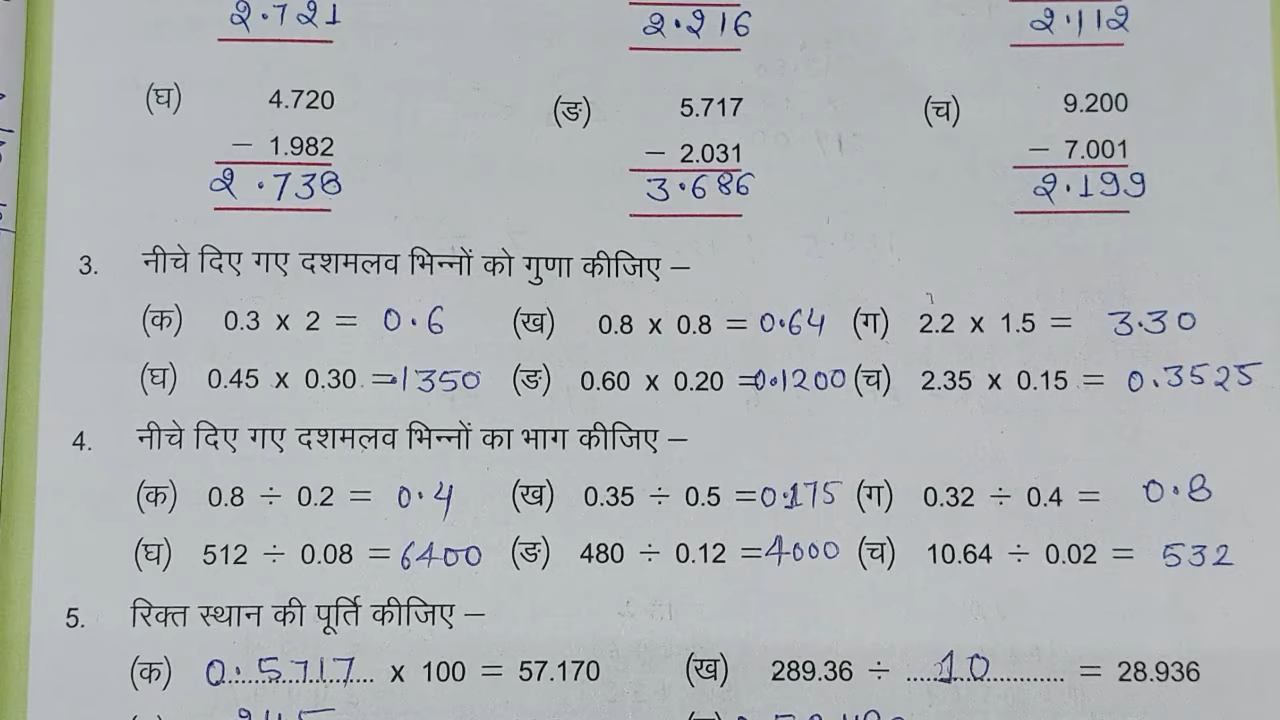 2.721 2.216 2.112
(घ) 4.720 (ङ) 5.717 (च) 9.200
– 1.982 – 2.031 – 7.001
2.738 3.686 2.199
3. नीचे दिए गए दशमलव भिन्नों को गुणा कीजिए –
(क) 0.3 x 2 = 0.6 (ख) 0.8 x 0.8 = 0.64 (ग) 2.2 x 1.5 = 3.30
(घ) 0.45 x 0.30 = .1350 (ङ) 0.60 x 0.20 = 0.1200 (च) 2.35 x 0.15 = 0.3525
4. नीचे दिए गए दशमलव भिन्नों का भाग कीजिए –
(क) 0.8 ÷ 0.2 = 0.4 (ख) 0.35 ÷ 0.5 = 0.175 (ग) 0.32 ÷ 0.4 = 0.8
(घ) 512 ÷ 0.08 = 6400 (ङ) 480 ÷ 0.12 = 4000 (च) 10.64 ÷ 0.02 = 532
5. रिक्त स्थान की पूर्ति कीजिए –
(क) 0.5717 x 100 = 57.170 (ख) 289.36 ÷ 10 = 28.936